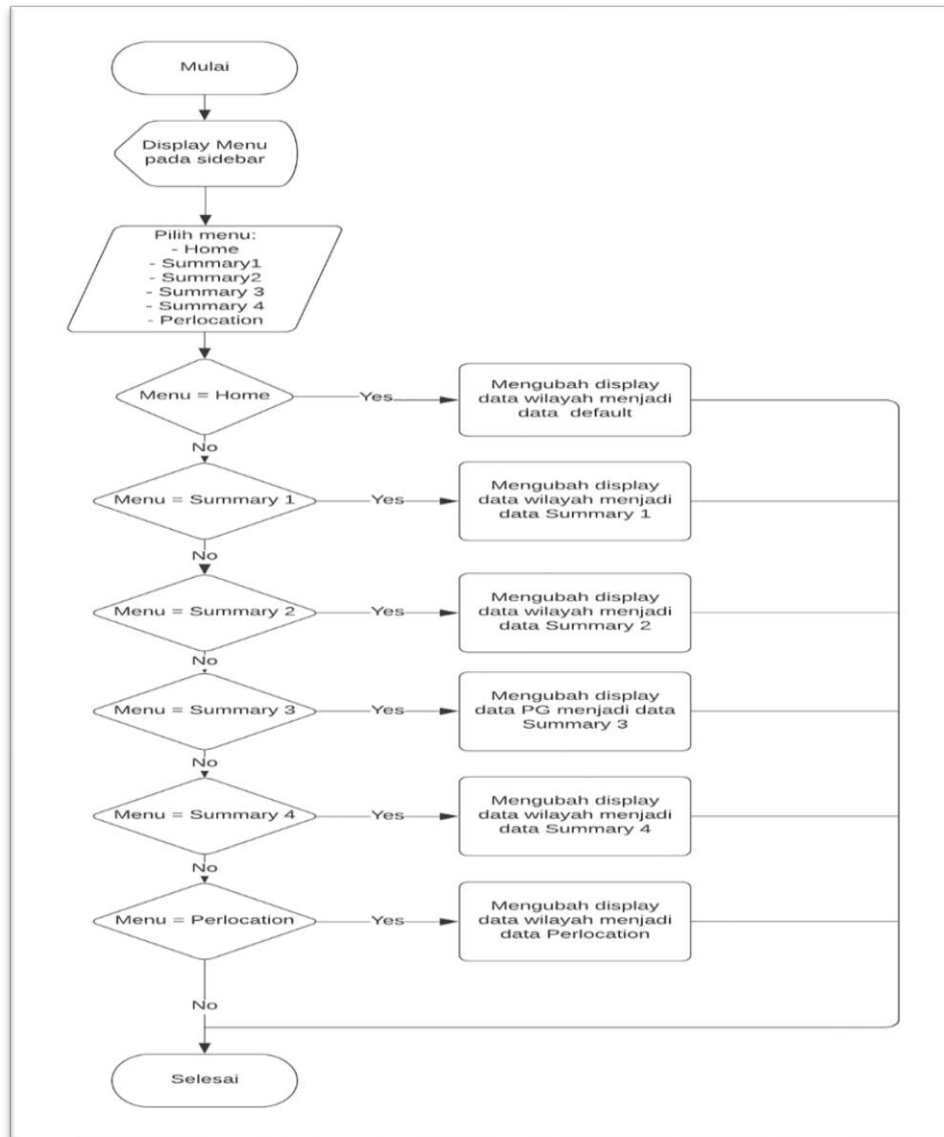 Mulai
Display Menu
pada sidebar
Pilih menu:
- Home
- Summary1
- Summary2
- Summary 3
- Summary 4
- Perlocation
Menu = Home
Yes
Mengubah display
data wilayah menjadi
data default
No
Menu = Summary 1
Yes
Mengubah display
data wilayah menjadi
data Summary 1
No
Menu = Summary 2
Yes
Mengubah display
data wilayah menjadi
data Summary 2
No
Menu = Summary 3
Yes
Mengubah display
data PG menjadi data
Summary 3
No
Menu = Summary 4
Yes
Mengubah display
data wilayah menjadi
data Summary 4
No
Menu = Perlocation
Yes
Mengubah display
data wilayah menjadi
data Perlocation
No
Selesai